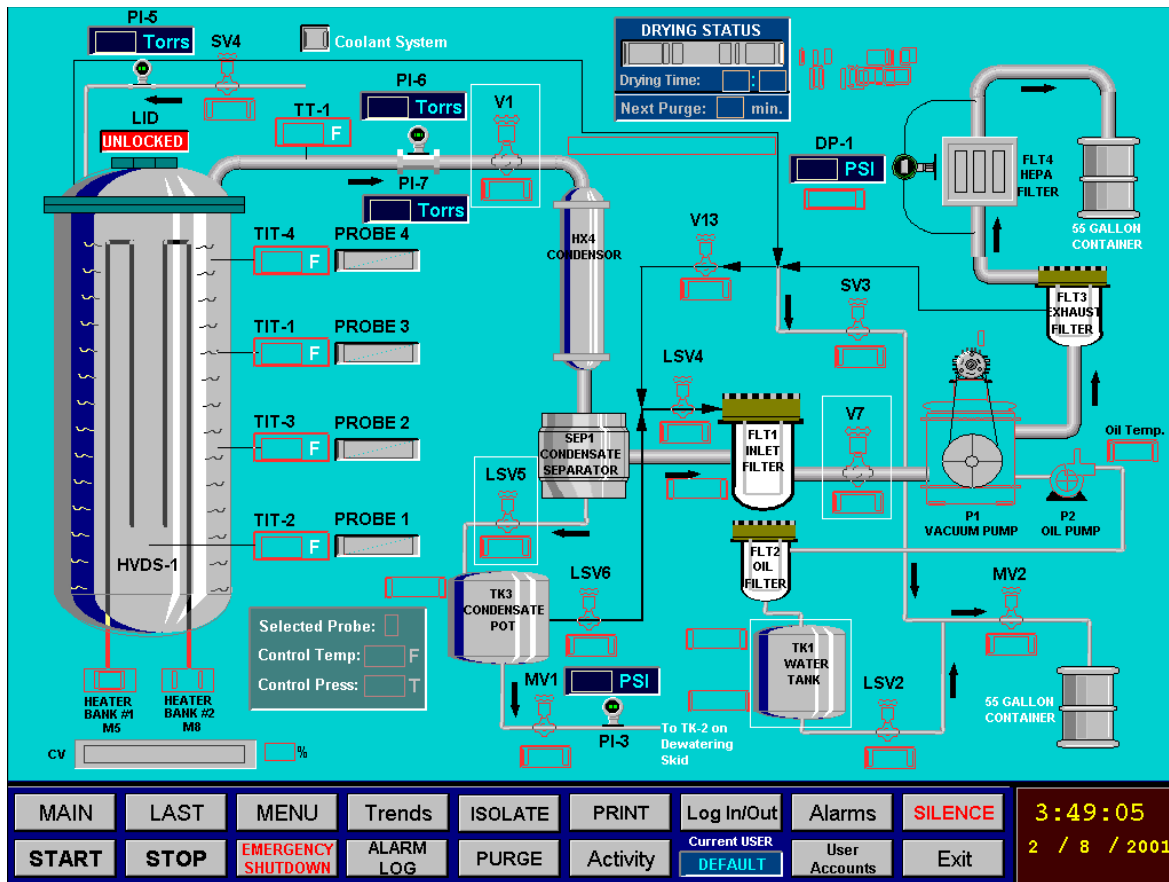 PI-5
Torrs
SV4
Coolant System
DRYING STATUS
Drying Time:
:
Next Purge:
min.
PI-6
Torrs
V1
TT-1
F
LID
UNLOCKED
PI-7
Torrs
DP-1
PSI
FLT4
HEPA
FILTER
55 GALLON
CONTAINER
TIT-4
F
PROBE 4
HX4
CONDENSOR
V13
SV3
FLT3
EXHAUST
FILTER
TIT-1
F
PROBE 3
LSV4
TIT-3
F
PROBE 2
SEP1
CONDENSATE
SEPARATOR
FLT1
INLET
FILTER
V7
Oil Temp.
LSV5
TIT-2
F
PROBE 1
P1
VACUUM PUMP
P2
OIL PUMP
HVDS-1
FLT2
OIL
FILTER
TK3
CONDENSATE
POT
LSV6
MV2
Selected Probe:
Control Temp:
F
Control Press:
T
TK1
WATER
TANK
MV1
PSI
LSV2
55 GALLON
CONTAINER
HEATER
BANK #1
M5
HEATER
BANK #2
M8
PI-3
To TK-2 on
Dewatering
Skid
CV
%
MAIN
LAST
MENU
Trends
ISOLATE
PRINT
Log In/Out
Alarms
SILENCE
3:49:05
START
STOP
EMERGENCY
SHUTDOWN
ALARM
LOG
PURGE
Activity
Current USER
DEFAULT
User
Accounts
Exit
2 / 8 / 2001